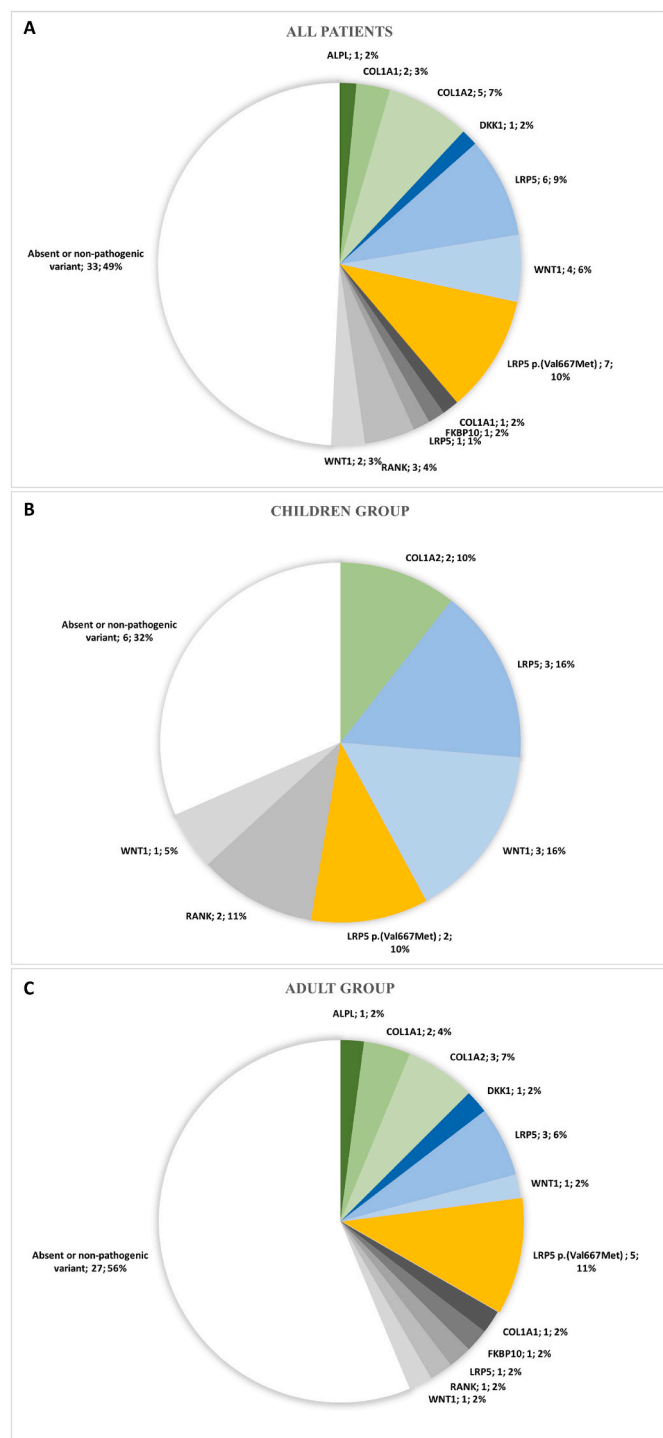 A
ALL PATIENTS
ALPL; 1; 2%
COL1A1; 2; 3%
COL1A2; 5; 7%
DKK1; 1; 2%
LRP5; 6; 9%
WNT1; 4; 6%
LRP5 p.(Val667Met) ; 7;
10%
COL1A1; 1; 2%
FKBP10; 1; 2%
LRP5; 1; 1%
RANK; 3; 4%
WNT1; 2; 3%
Absent or non-pathogenic
variant; 33; 49%
B
CHILDREN GROUP
COL1A2; 2; 10%
LRP5; 3; 16%
WNT1; 3; 16%
LRP5 p.(Val667Met) ; 2;
10%
RANK; 2; 11%
WNT1; 1; 5%
Absent or non-pathogenic
variant; 6; 32%
C
ADULT GROUP
ALPL; 1; 2%
COL1A1; 2; 4%
COL1A2; 3; 7%
DKK1; 1; 2%
LRP5; 3; 6%
WNT1; 1; 2%
LRP5 p.(Val667Met) ; 5;
11%
COL1A1; 1; 2%
FKBP10; 1; 2%
LRP5; 1; 2%
RANK; 1; 2%
WNT1; 1; 2%
Absent or non-pathogenic
variant; 27; 56%